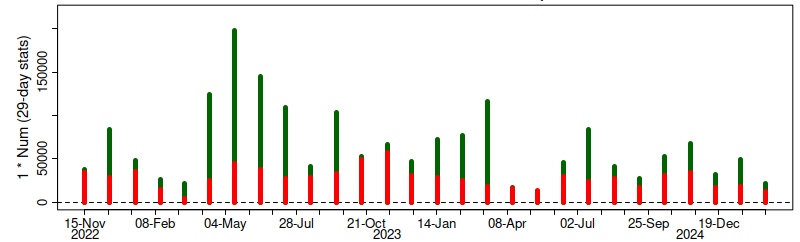 1 * Num (29-day stats)
150000
50000
0
15-Nov 08-Feb 04-May 28-Jul 21-Oct 14-Jan 08-Apr 02-Jul 25-Sep 19-Dec
2022 2023 2024